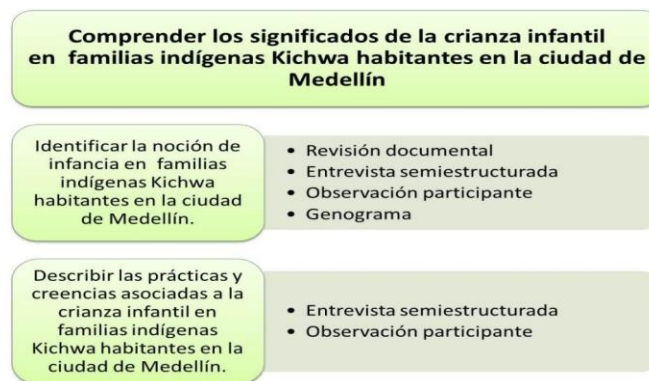 Comprender los significados de la crianza infantil
en familias indígenas Kichwa habitantes en la ciudad de
Medellín
Identificar la noción de
infancia en familias
indígenas Kichwa
habitantes en la ciudad
de Medellín.
• Revisión documental
• Entrevista semiestructurada
• Observación participante
• Genograma
Describir las prácticas y
creencias asociadas a la
crianza infantil en
familias indígenas
Kichwa habitantes en la
ciudad de Medellín.
• Entrevista semiestructurada
• Observación participante